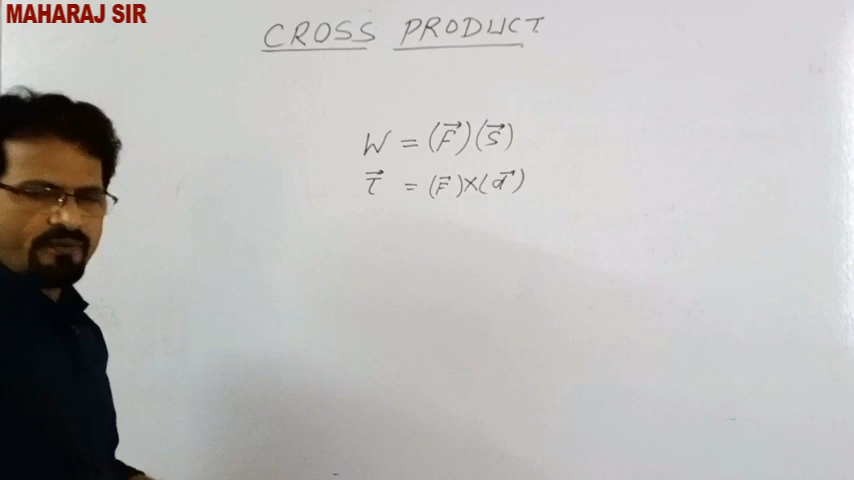 MAHARAJ SIR
CROSS PRODUCT
W = (F⃗)(S⃗)
τ⃗ = (F⃗)×(d⃗)